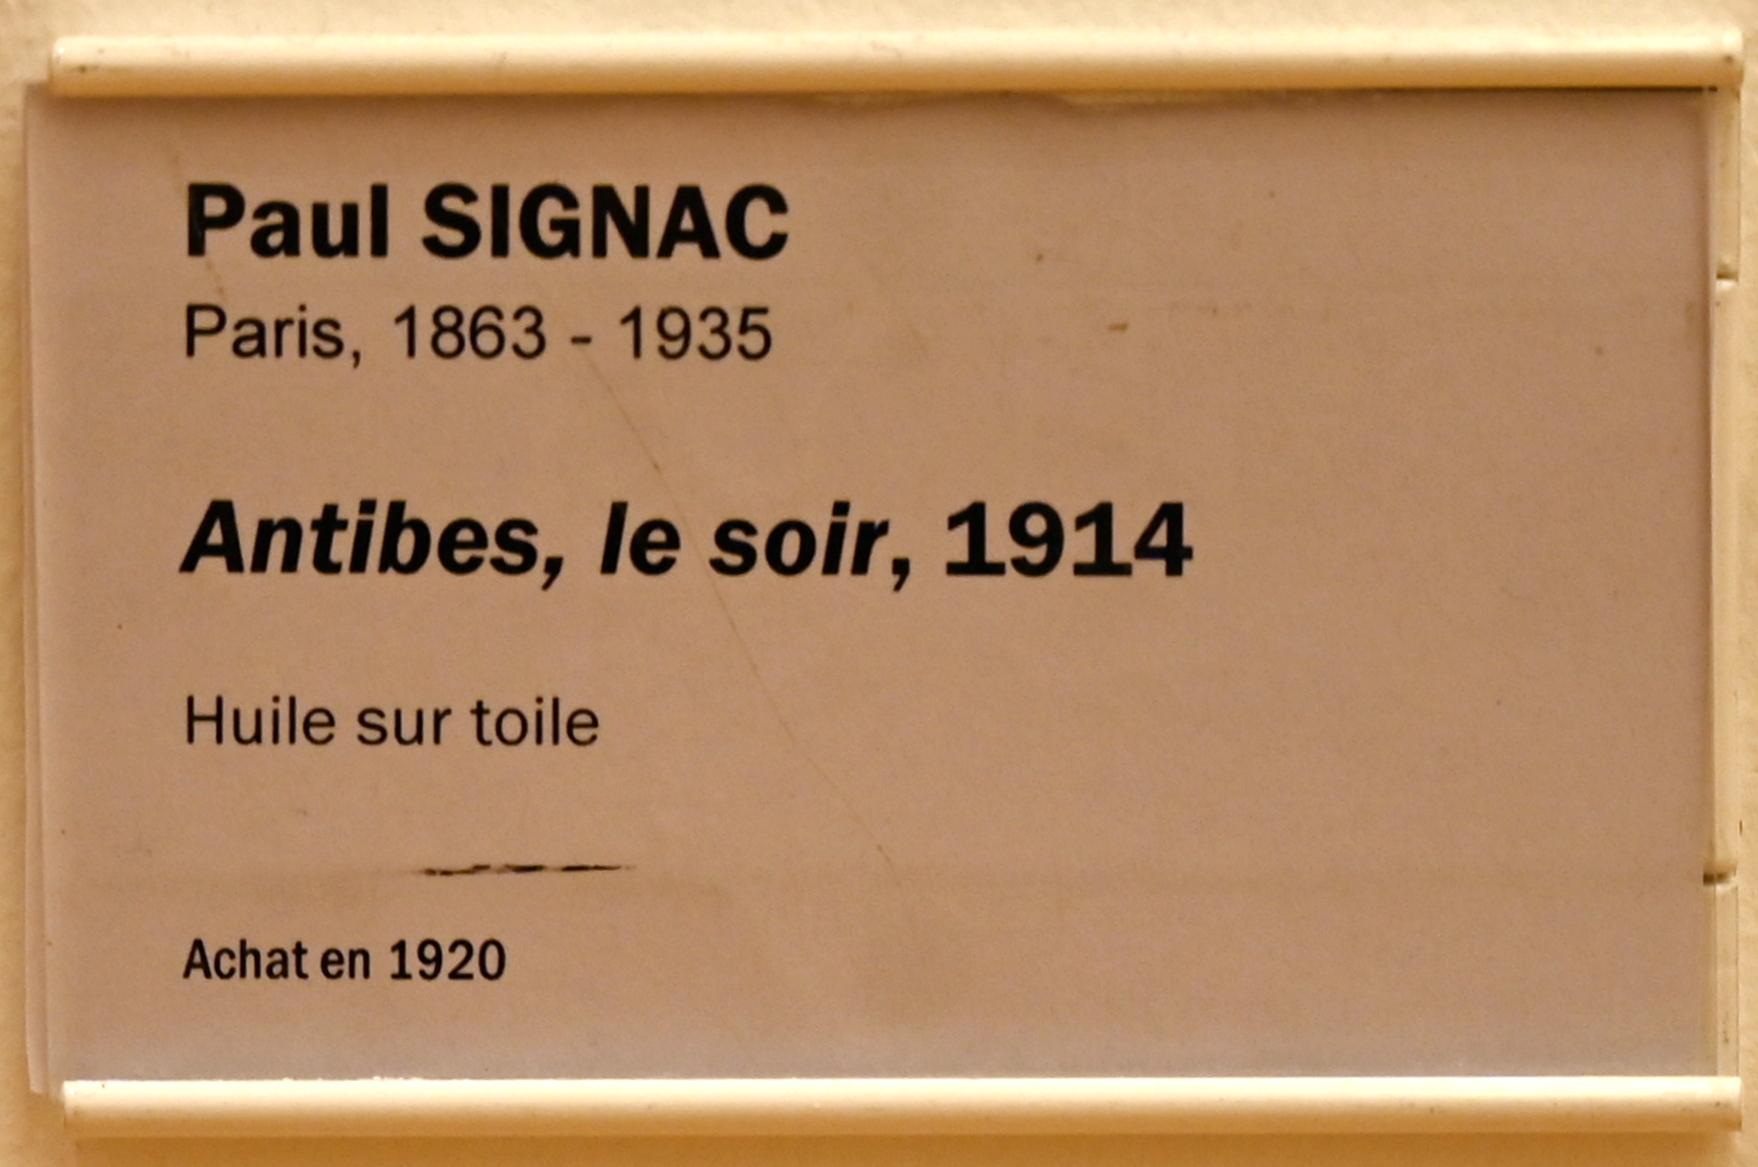 Paul SIGNAC
Paris, 1863 - 1935
Antibes, le soir, 1914
Huile sur toile
Achat en 1920